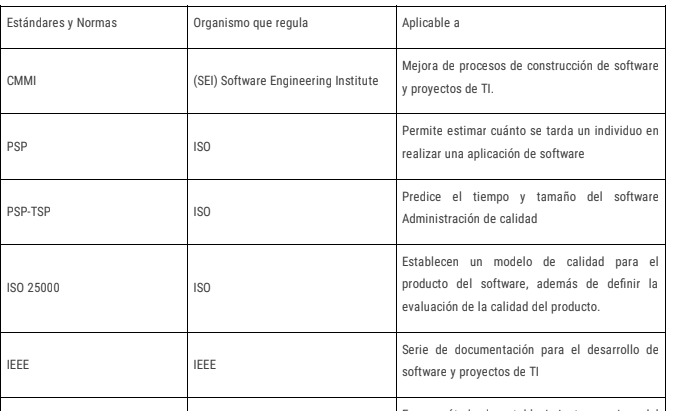 Estándares y Normas
Organismo que regula
Aplicable a
CMMI
(SEI) Software Engineering Institute
Mejora de procesos de construcción de software
y proyectos de TI.
PSP
ISO
Permite estimar cuánto se tarda un individuo en
realizar una aplicación de software
PSP-TSP
ISO
Predice el tiempo y tamaño del software
Administración de calidad
ISO 25000
ISO
Establecen un modelo de calidad para el
producto del software, además de definir la
evaluación de la calidad del producto.
IEEE
IEEE
Serie de documentación para el desarrollo de
software y proyectos de TI